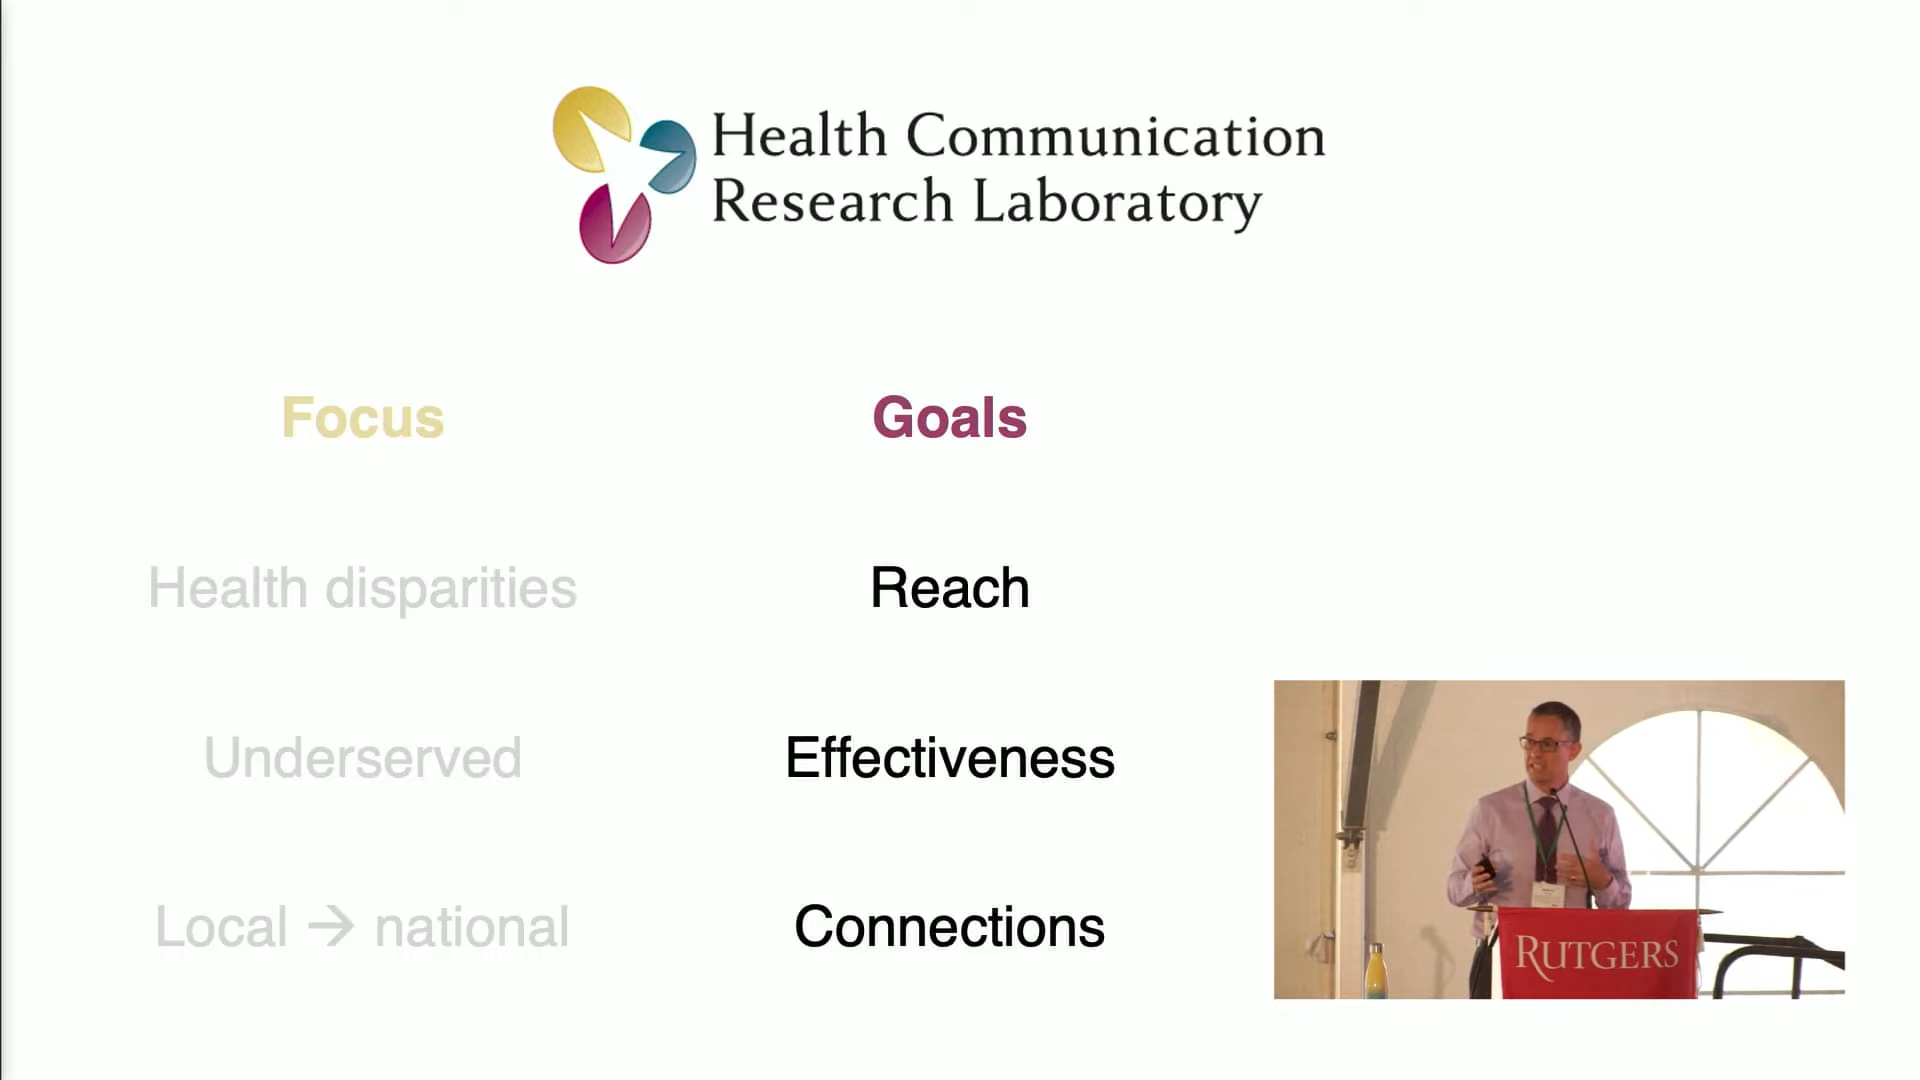 Health Communication
Research Laboratory
Focus
Goals
Health disparities
Reach
Underserved
Effectiveness
Local → national
Connections
RUTGERS